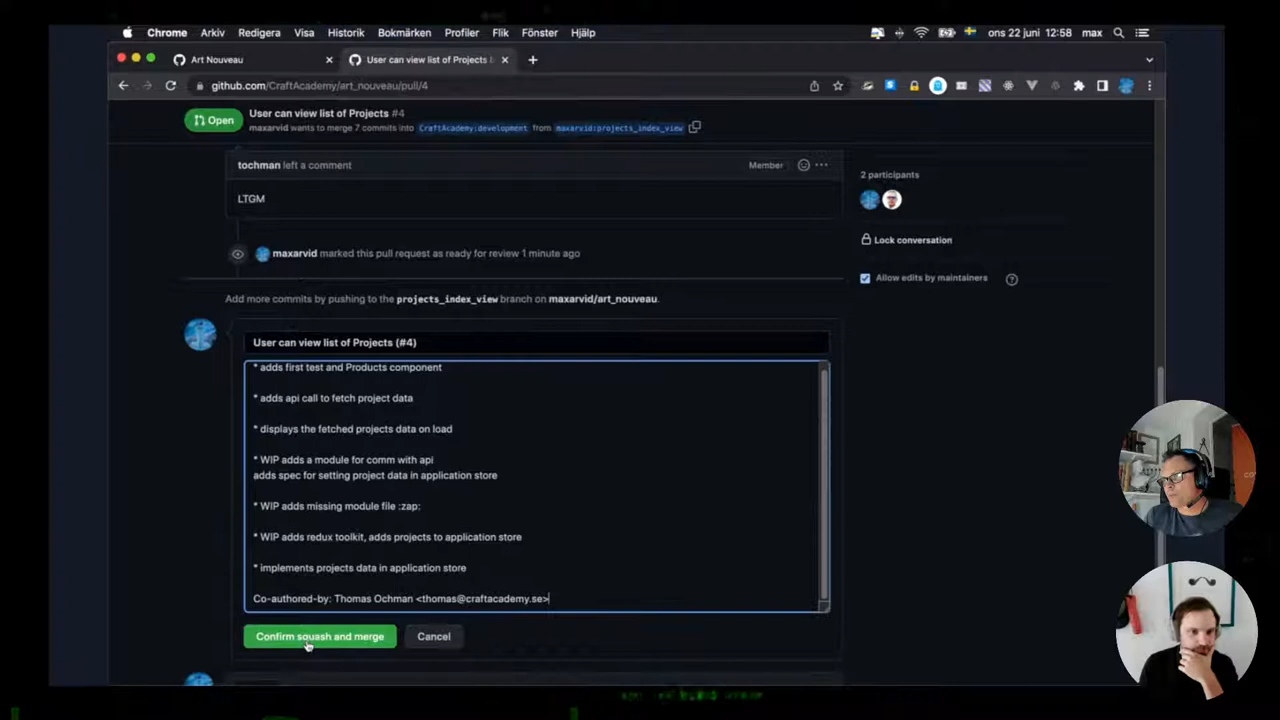 Chrome Arkiv Redigera Visa Historik Bokmärken Profiler Flik Fönster Hjälp ons 22 juni 12:58 max
Art Nouveau
User can view list of Projects
github.com/CraftAcademy/art_nouveau/pull/4
Open
User can view list of Projects #4
maxarvid wants to merge 7 commits into CraftAcademy:development from maxarvid:projects_index_view
tochman left a comment
Member
LTGM
2 participants
maxarvid marked this pull request as ready for review 1 minute ago
Lock conversation
Allow edits by maintainers
Add more commits by pushing to the projects_index_view branch on maxarvid/art_nouveau.
User can view list of Projects (#4)
* adds first test and Products component
* adds api call to fetch project data
* displays the fetched projects data on load
* WIP adds a module for comm with api
adds spec for setting project data in application store
* WIP adds missing module file :zap:
* WIP adds redux toolkit, adds projects to application store
* implements projects data in application store
Co-authored-by: Thomas Ochman <thomas@craftacademy.se>
Confirm squash and merge
Cancel